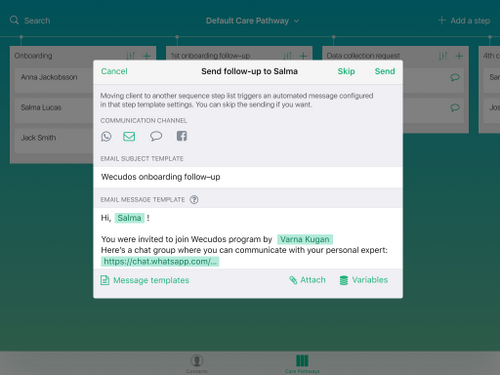 Search
Default Care Pathway
Add a step
Onboarding
1st onboarding follow-up
Data collection request
4th c
Anna Jackobsson
Salma Lucas
Jack Smith
Cancel
Send follow-up to Salma
Skip
Send
Moving client to another sequence step list triggers an automated message configured
in that step template settings. You can skip the sending if you want.
COMMUNICATION CHANNEL
EMAIL SUBJECT TEMPLATE
Wecudos onboarding follow-up
EMAIL MESSAGE TEMPLATE ?
Hi, Salma !
You were invited to join Wecudos program by Varna Kugan
Here's a chat group where you can communicate with your personal expert:
https://chat.whatsapp.com/...
Message templates
Attach
Variables
Contacts
Care Pathways